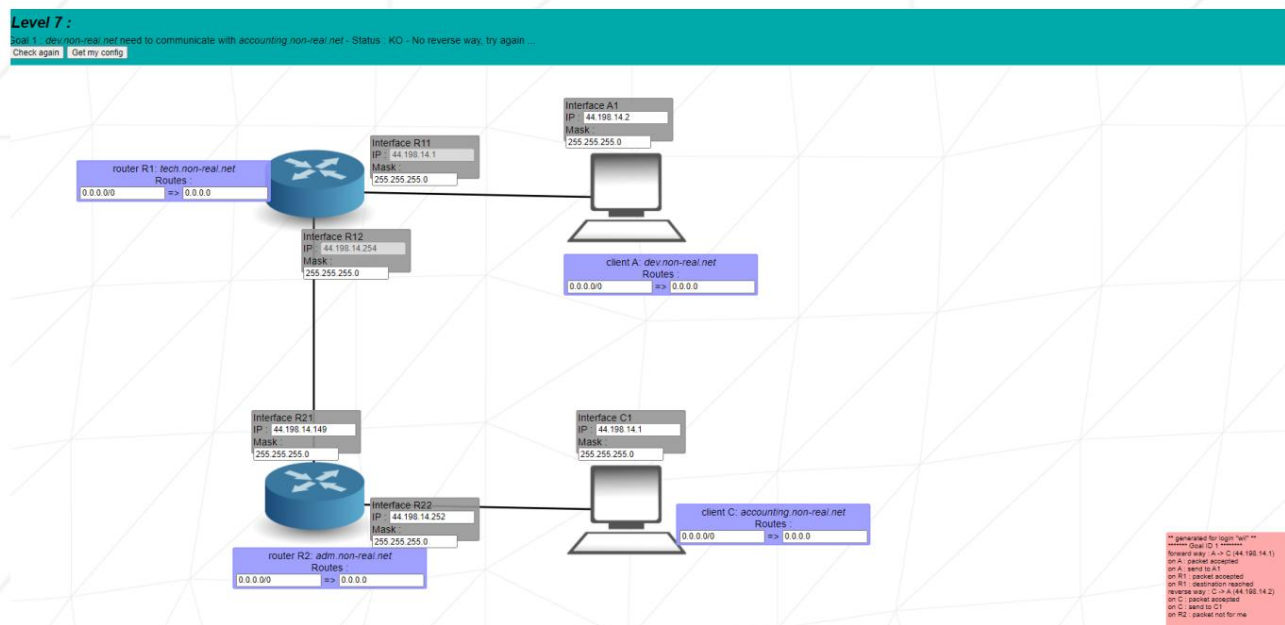 Level 7 :
Goal 1 : dev.non-real.net need to communicate with accounting.non-real.net - Status : KO - No reverse way, try again ...
Check again Get my config
Interface A1
IP : 44.198.14.2
Mask :
255.255.255.0
Interface R11
IP : 44.198.14.1
Mask :
255.255.255.0
router R1: tech.non-real.net
Routes :
0.0.0.0/0 => 0.0.0.0
Interface R12
IP : 44.198.14.254
Mask :
255.255.255.0
client A: dev.non-real.net
Routes :
0.0.0.0/0 => 0.0.0.0
Interface R21
IP : 44.198.14.149
Mask :
255.255.255.0
Interface C1
IP : 44.198.14.1
Mask :
255.255.255.0
Interface R22
IP : 44.198.14.252
Mask :
255.255.255.0
client C: accounting.non-real.net
Routes :
0.0.0.0/0 => 0.0.0.0
router R2: adm.non-real.net
Routes :
0.0.0.0/0 => 0.0.0.0
** generated for login "wil" **
******* Goal ID 1 ********
forward way : A -> C (44.198.14.1)
on A : packet accepted
on A : send to A1
on R1 : packet accepted
on R1 : destination reached
reverse way : C -> A (44.198.14.2)
on C : packet accepted
on C : send to C1
on R2 : packet not for me